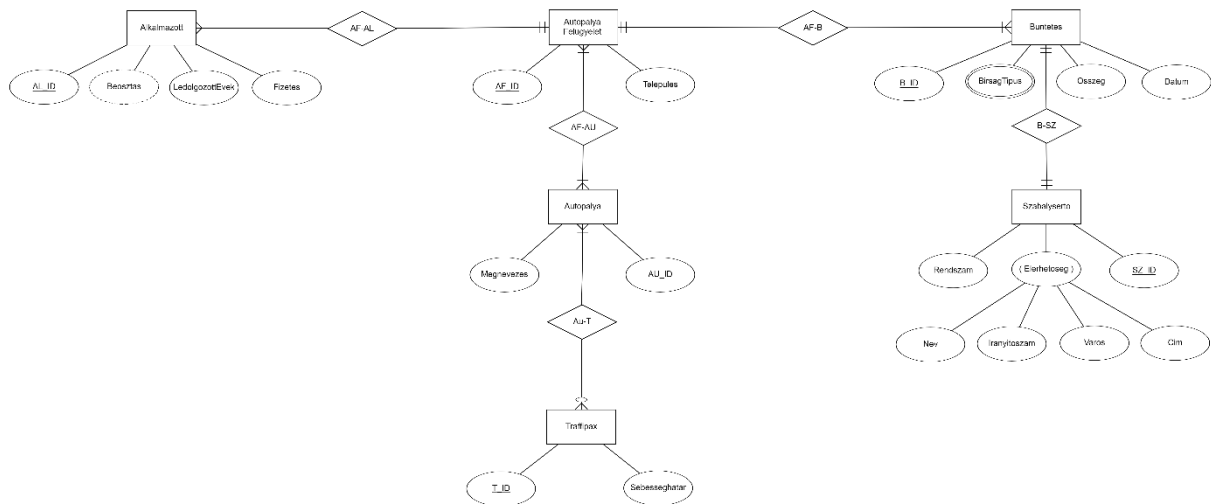 Alkalmazott
AF-AL
Autopalya
Felugyelet
AF-B
Buntetes
AL_ID
Beosztas
LedolgozottEvek
Fizetes
AF_ID
Telepules
B_ID
BirsagTipus
Osszeg
Datum
AF-AU
B-SZ
Autopalya
Szabalyserto
Megnevezes
AU_ID
Rendszam
( Elerhetoseg )
SZ_ID
Au-T
Nev
Iranyitoszam
Varos
Cim
Traffipax
T_ID
Sebesseghatar